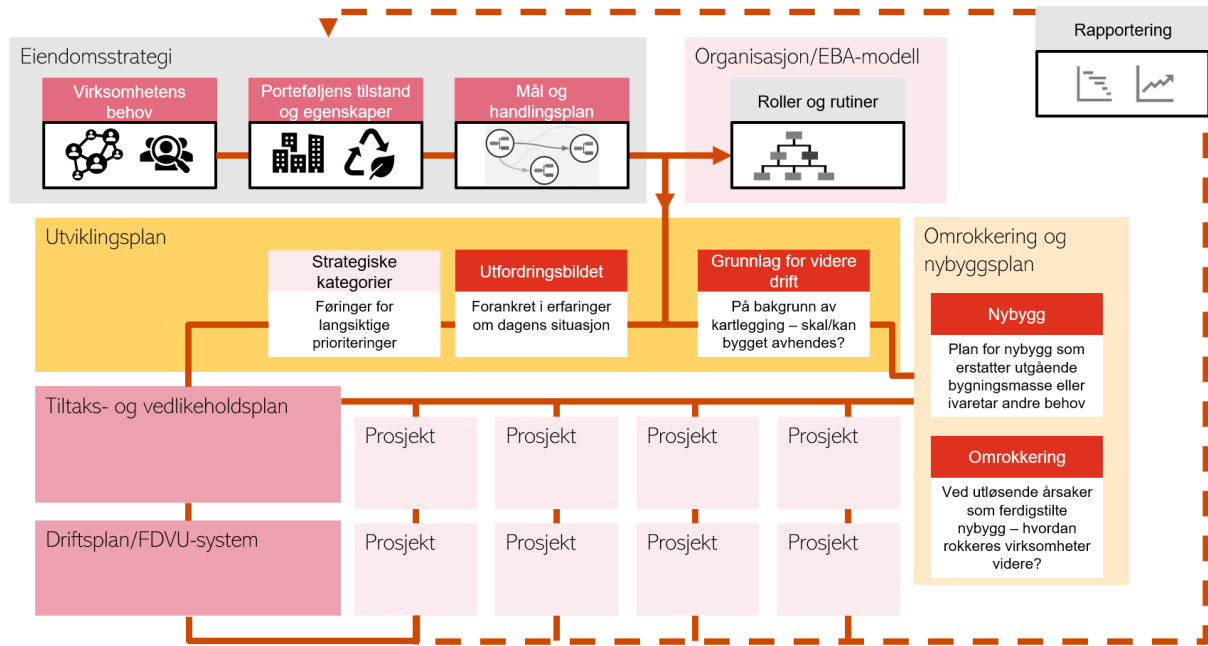 Eiendomsstrategi
Virksomhetens
behov
Porteføljens tilstand
og egenskaper
Mål og
handlingsplan
Organisasjon/EBA-modell
Roller og rutiner
Rapportering
Utviklingsplan
Strategiske
kategorier
Føringer for
langsiktige
prioriteringer
Utfordringsbildet
Forankret i erfaringer
om dagens situasjon
Grunnlag for videre
drift
På bakgrunn av
kartlegging – skal/kan
bygget avhendes?
Omrokkering og
nybyggsplan
Nybygg
Plan for nybygg som
erstatter utgående
bygningsmasse eller
ivaretar andre behov
Omrokkering
Ved utløsende årsaker
som ferdigstilte
nybygg – hvordan
rokkeres virksomheter
videre?
Tiltaks- og vedlikeholdsplan
Prosjekt
Prosjekt
Prosjekt
Prosjekt
Driftsplan/FDVU-system
Prosjekt
Prosjekt
Prosjekt
Prosjekt